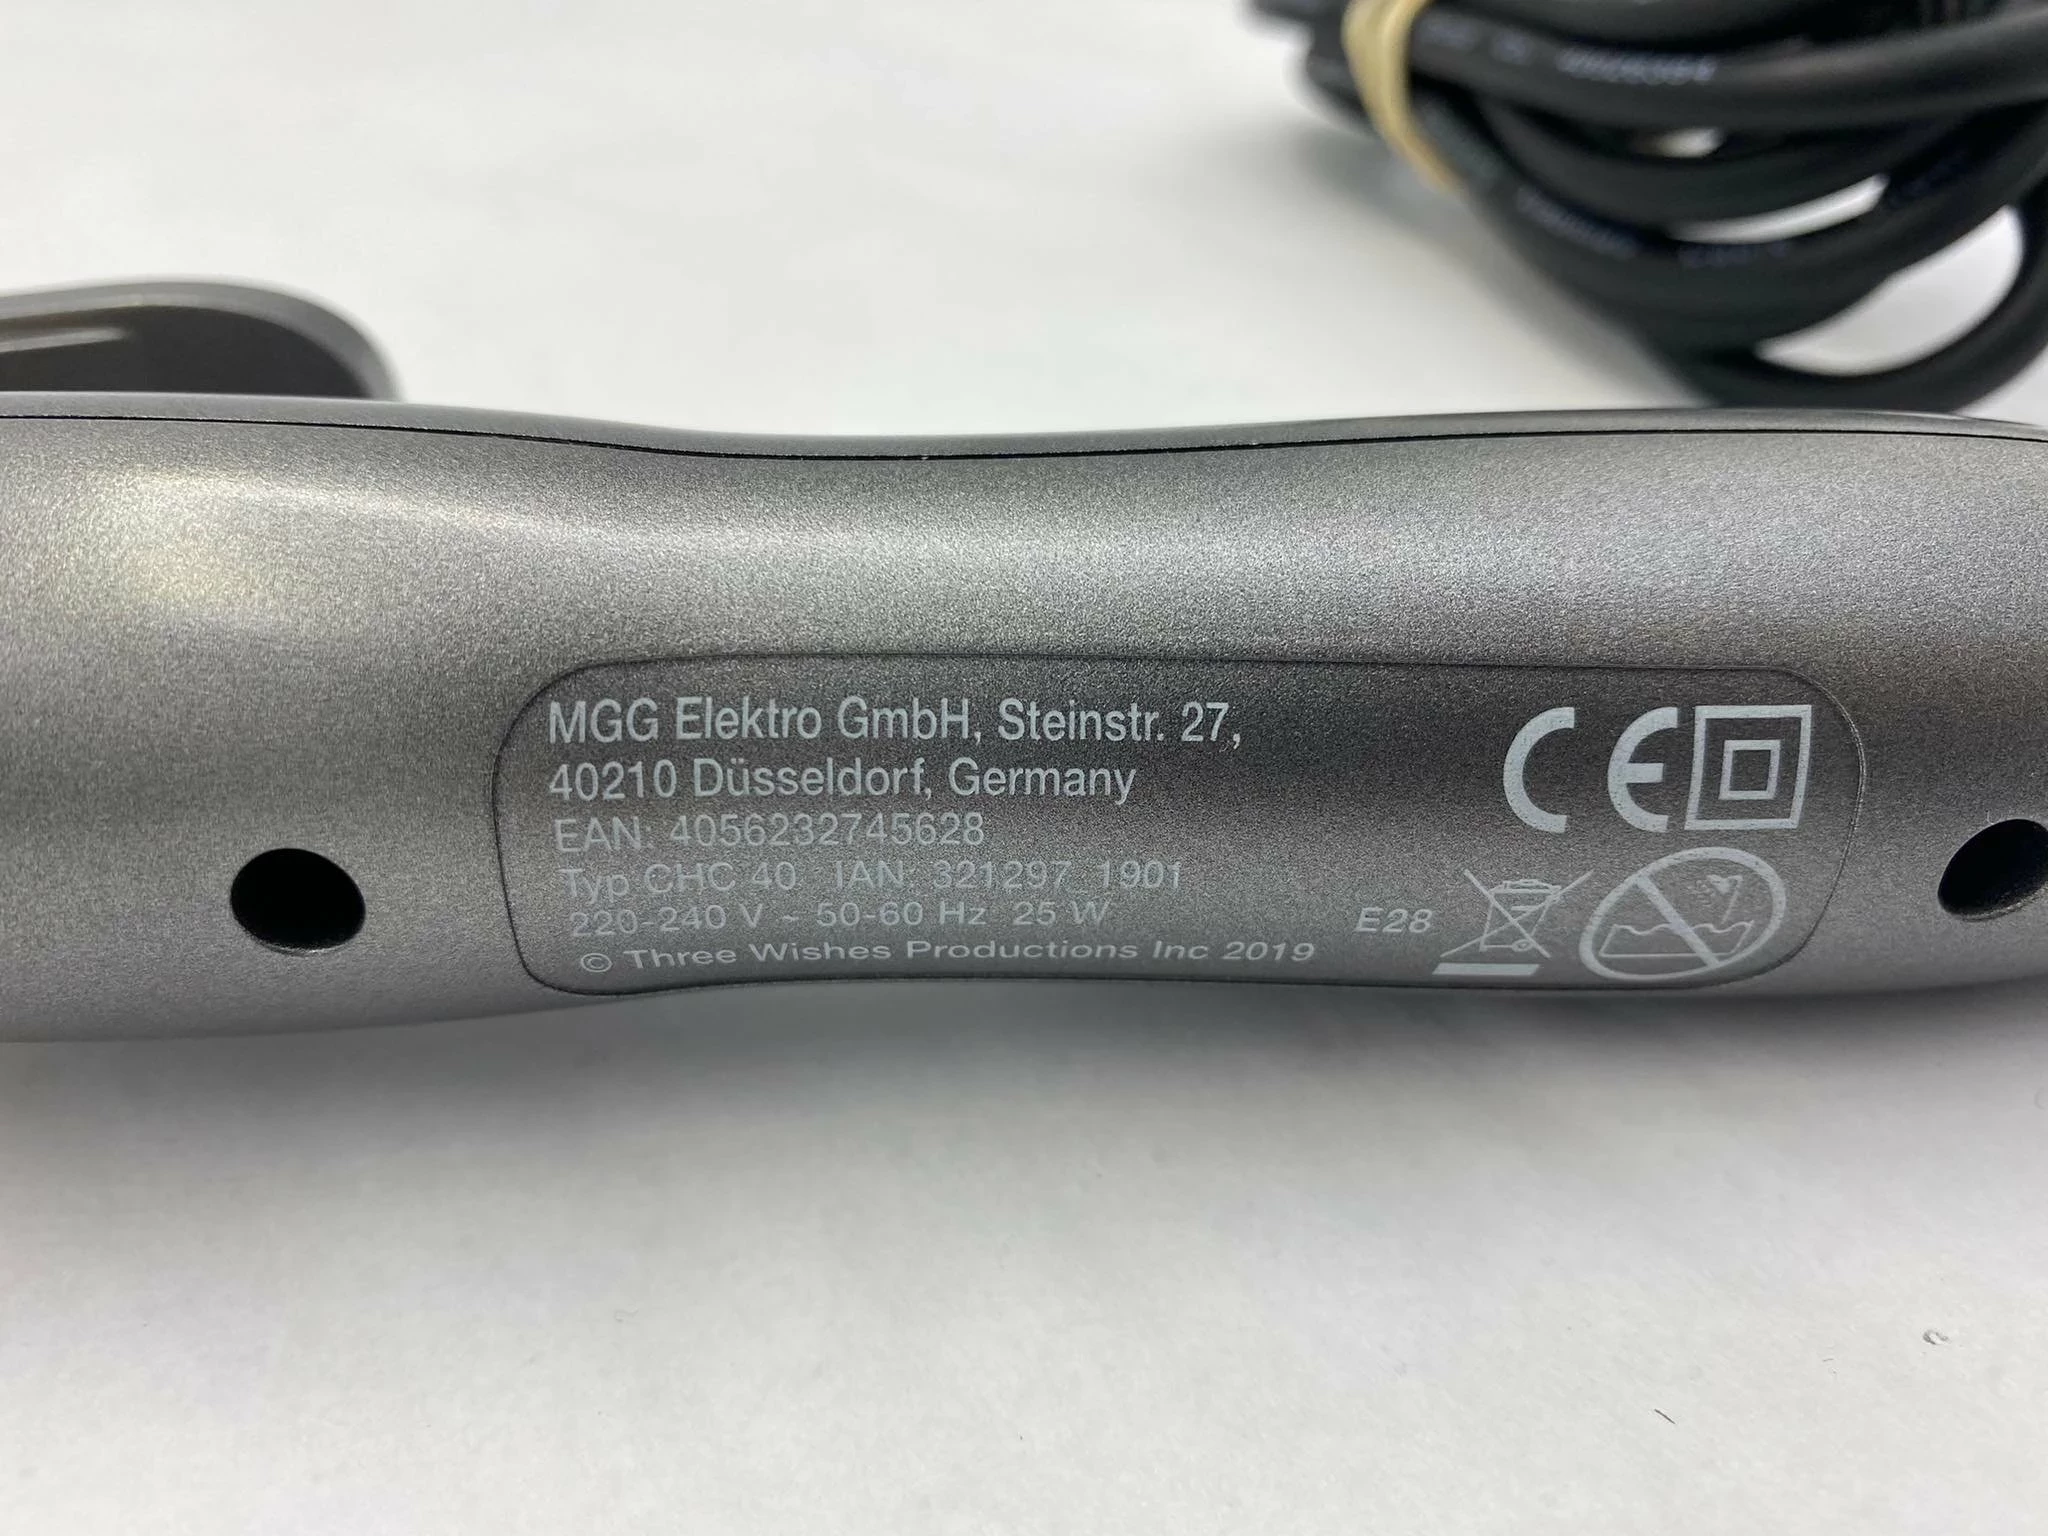 MGG Elektro GmbH, Steinstr. 27,
40210 Düsseldorf, Germany
EAN: 4056232745628
Typ CHC 40 IAN: 321297_1901
220-240 V ~ 50-60 Hz 25 W
© Three Wishes Productions Inc 2019
E28
CE